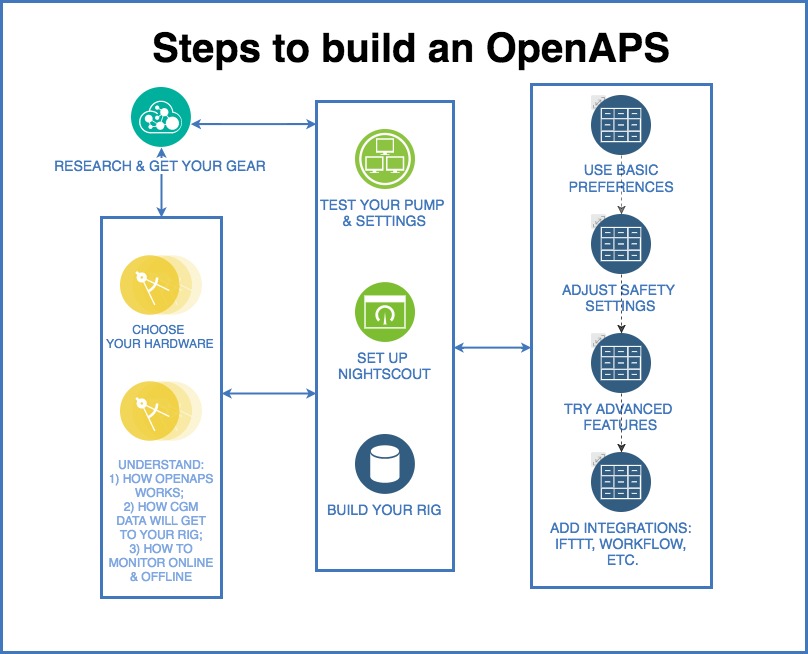 Steps to build an OpenAPS
RESEARCH & GET YOUR GEAR
CHOOSE
YOUR HARDWARE
UNDERSTAND:
1) HOW OPENAPS
WORKS;
2) HOW CGM
DATA WILL GET
TO YOUR RIG;
3) HOW TO
MONITOR ONLINE
& OFFLINE
TEST YOUR PUMP
& SETTINGS
SET UP
NIGHTSCOUT
BUILD YOUR RIG
USE BASIC
PREFERENCES
ADJUST SAFETY
SETTINGS
TRY ADVANCED
FEATURES
ADD INTEGRATIONS:
IFTTT, WORKFLOW,
ETC.